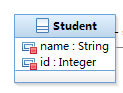 Student
name : String
id : Integer